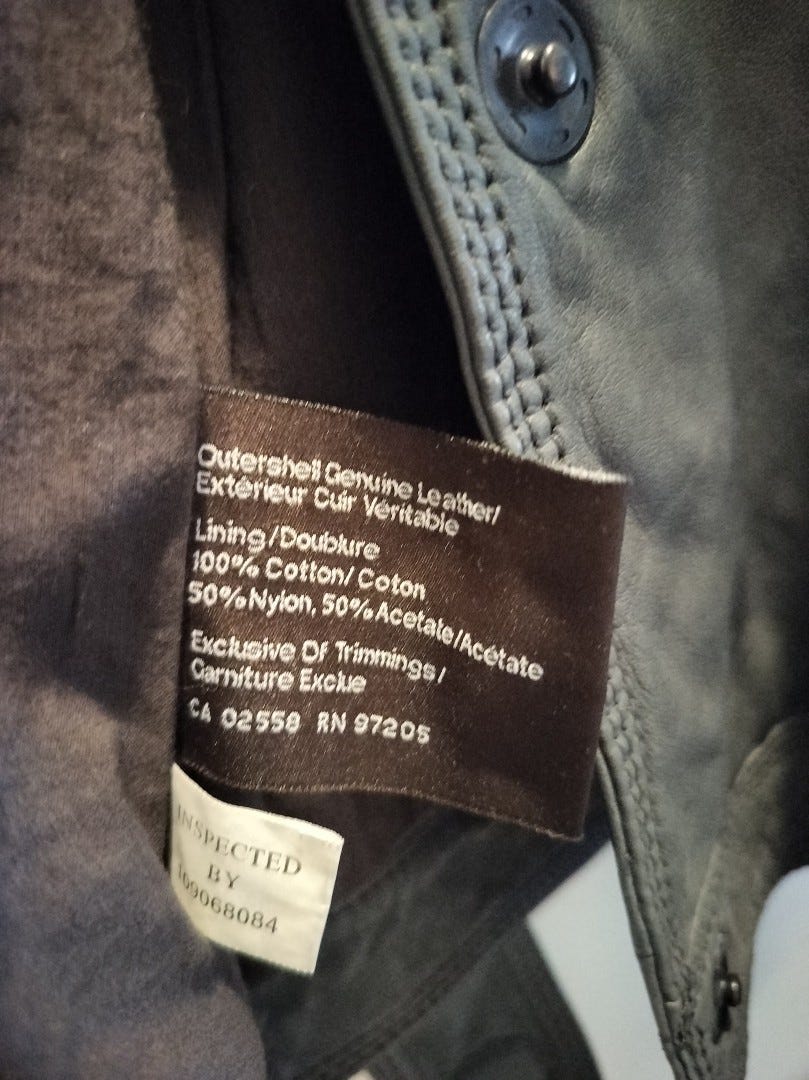 Outershell Genuine Leather/
Extérieur Cuir Véritable
Lining/Doublure
100% Cotton/Coton
50% Nylon, 50% Acetate/Acétate
Exclusive Of Trimmings/
Garniture Exclue
CA 02558 RN 97205
INSPECTED
BY
109068084